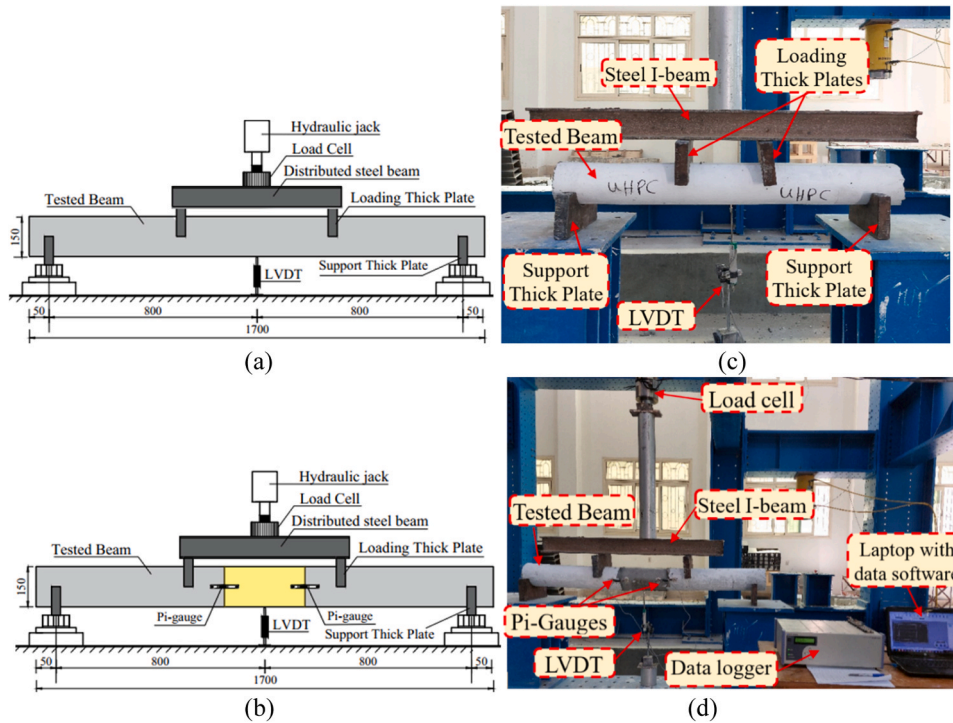 Hydraulic jack
Load Cell
Distributed steel beam
Tested Beam
Loading Thick Plate
150
Support Thick Plate
LVDT
50
800
800
50
1700
(a)
Loading
Thick Plates
Steel I-beam
Tested Beam
UHPC
UHPC
Support
Thick Plate
Support
Thick Plate
LVDT
(c)
Hydraulic jack
Load Cell
Distributed steel beam
Tested Beam
Loading Thick Plate
150
Pi-gauge
Pi-gauge
LVDT
Support Thick Plate
50
800
800
50
1700
(b)
Load cell
Tested Beam
Steel I-beam
Laptop with
data software
Pi-Gauges
LVDT
Data logger
(d)